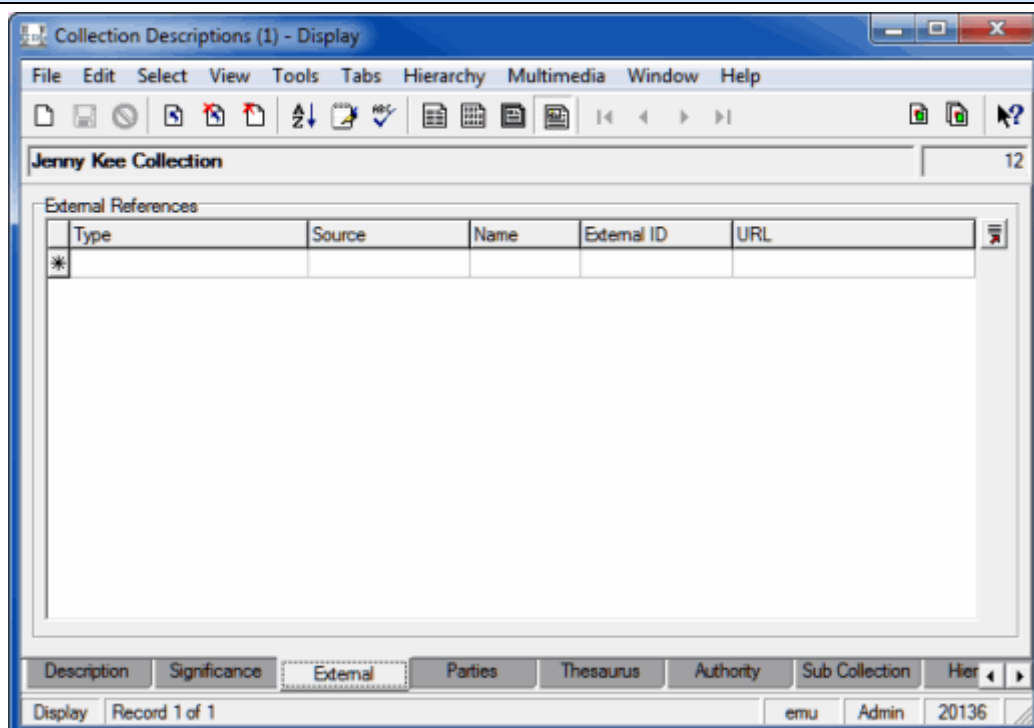 Collection Descriptions (1) - Display
File Edit Select View Tools Tabs Hierarchy Multimedia Window Help
Jenny Kee Collection 12
External References
Type Source Name External ID URL
Description Significance External Parties Thesaurus Authority Sub Collection Hier
Display Record 1 of 1 emu Admin 20136